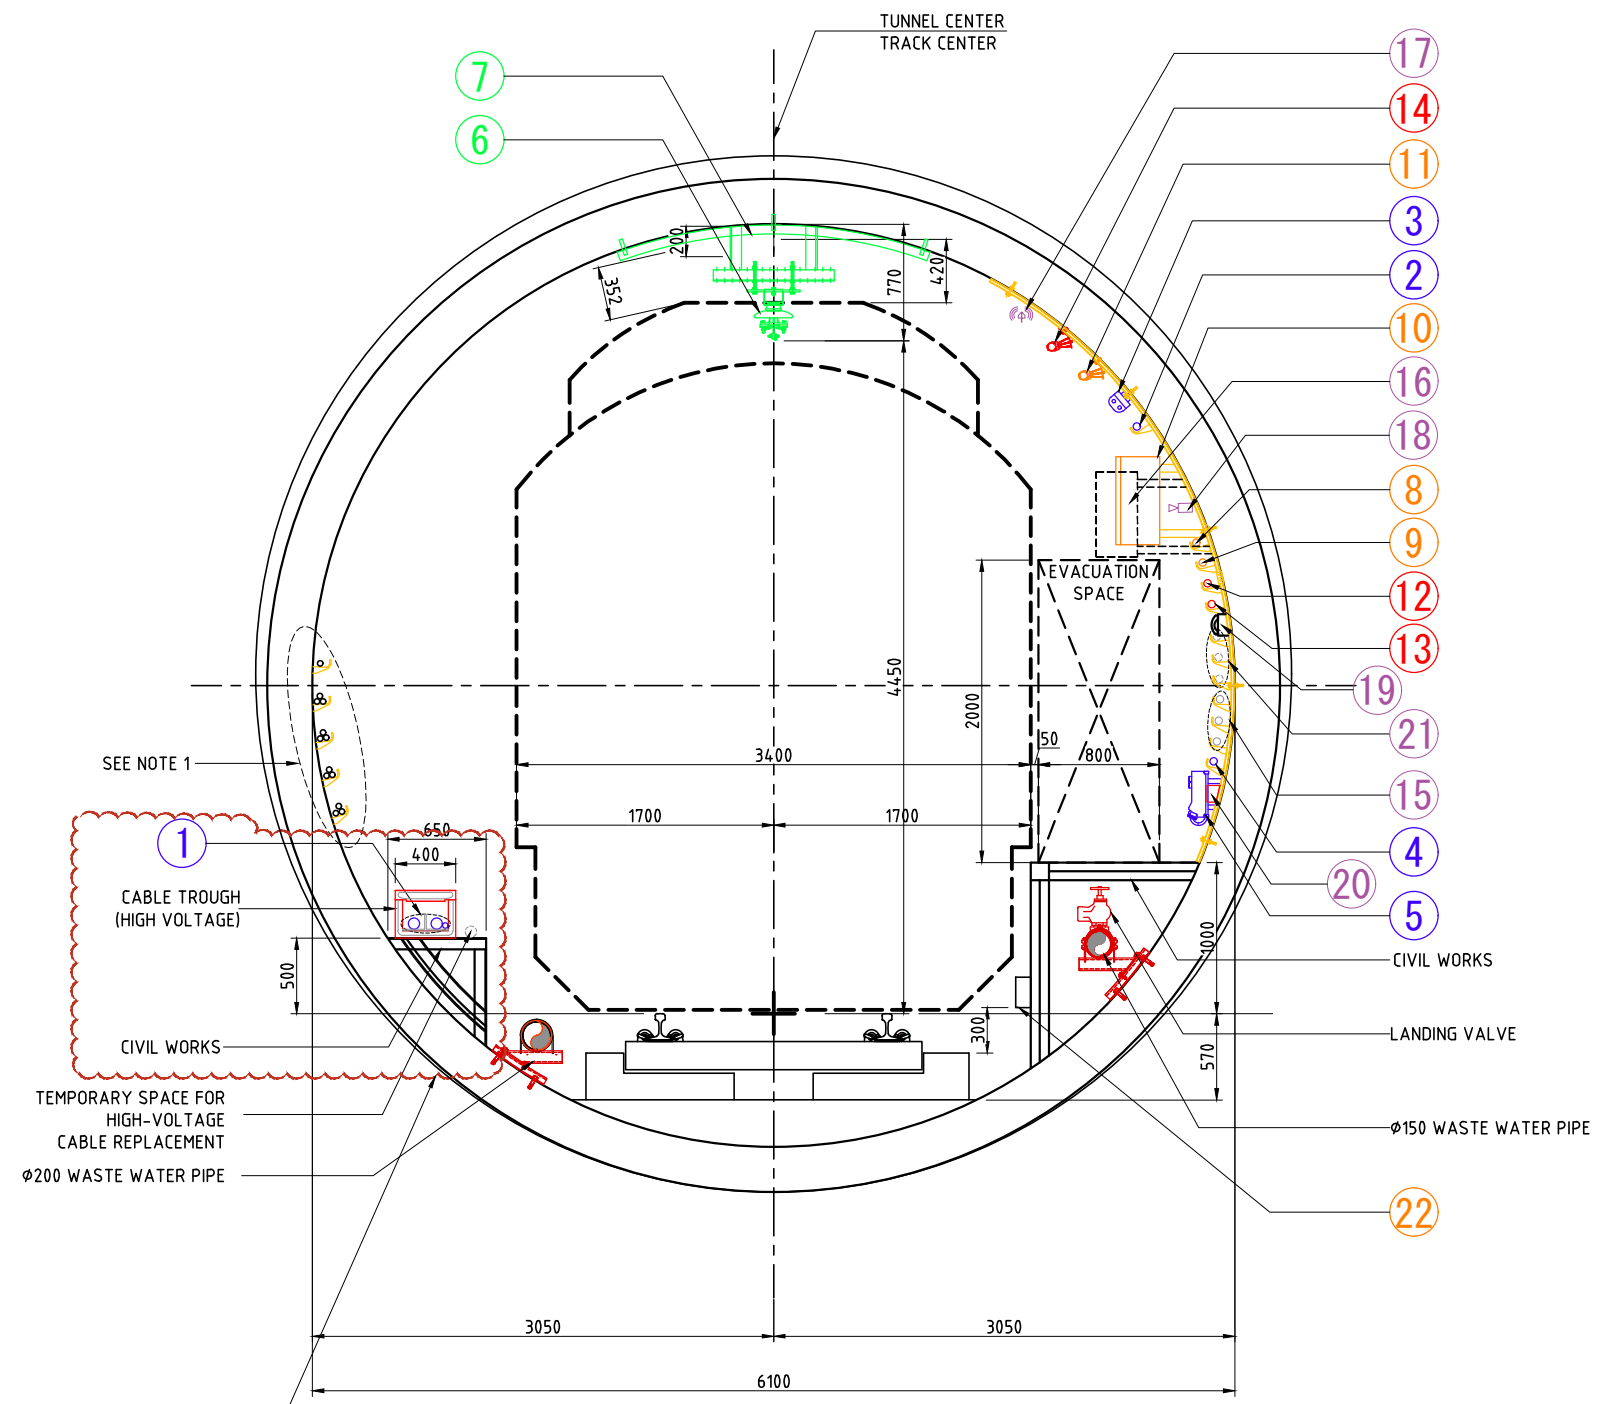 TUNNEL CENTER
TRACK CENTER
7
6
17
14
11
3
2
10
16
18
8
9
12
13
19
21
15
4
20
5
22
200
352
770
420
EVACUATION
SPACE
4450
2000
50
800
3400
1700
1700
SEE NOTE 1
1
650
400
CABLE TROUGH
(HIGH VOLTAGE)
500
CIVIL WORKS
TEMPORARY SPACE FOR
HIGH-VOLTAGE
CABLE REPLACEMENT
Ø200 WASTE WATER PIPE
1000
300
570
CIVIL WORKS
LANDING VALVE
Ø150 WASTE WATER PIPE
3050
3050
6100